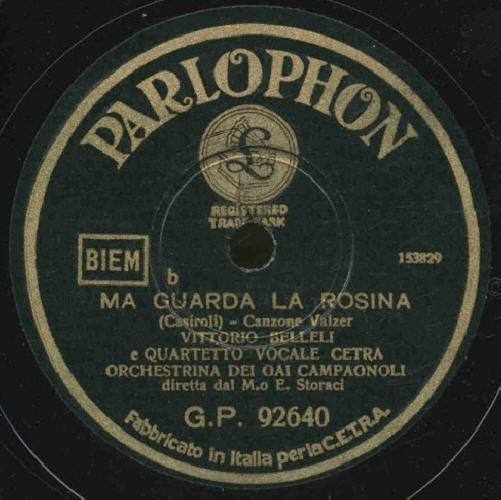 PARLOPHON
£
REGISTERED
TRADE MARK
BIEM
153829
b
MA GUARDA LA ROSINA
(Casiroli) - Canzone Valzer
VITTORIO BELLELI
e QUARTETTO VOCALE CETRA
ORCHESTRINA DEI GAI CAMPAGNOLI
diretta dal M.o E. Storaci
G.P. 92640
Fabbricato in Italia per la C.E.T.R.A.